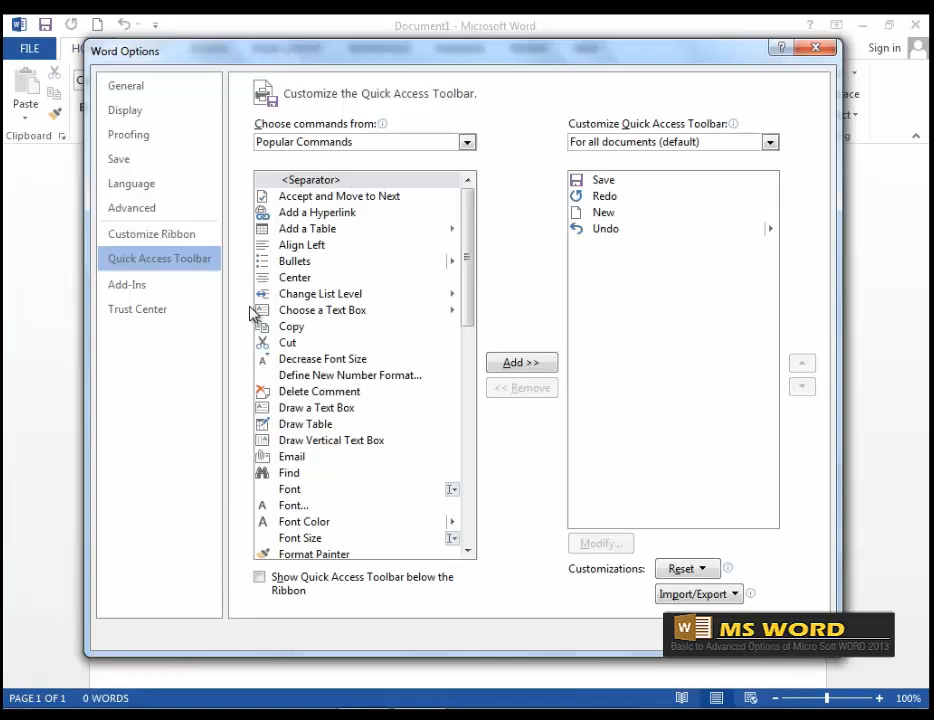 Document1 - Microsoft Word
?
FILE
Sign in
Paste
Clipboard
Word Options
?
General
Display
Proofing
Save
Language
Advanced
Customize Ribbon
Quick Access Toolbar
Add-Ins
Trust Center
Customize the Quick Access Toolbar.
Choose commands from:
Popular Commands
<Separator>
Accept and Move to Next
Add a Hyperlink
Add a Table
Align Left
Bullets
Center
Change List Level
Choose a Text Box
Copy
Cut
Decrease Font Size
Define New Number Format...
Delete Comment
Draw a Text Box
Draw Table
Draw Vertical Text Box
Email
Find
Font
Font...
Font Color
Font Size
Format Painter
Show Quick Access Toolbar below the
Ribbon
Add >>
<< Remove
Customize Quick Access Toolbar:
For all documents (default)
Save
Redo
New
Undo
Modify...
Customizations:
Reset
Import/Export
MS WORD
Basic to Advanced Options of Micro Soft WORD 2013
PAGE 1 OF 1
0 WORDS
100%